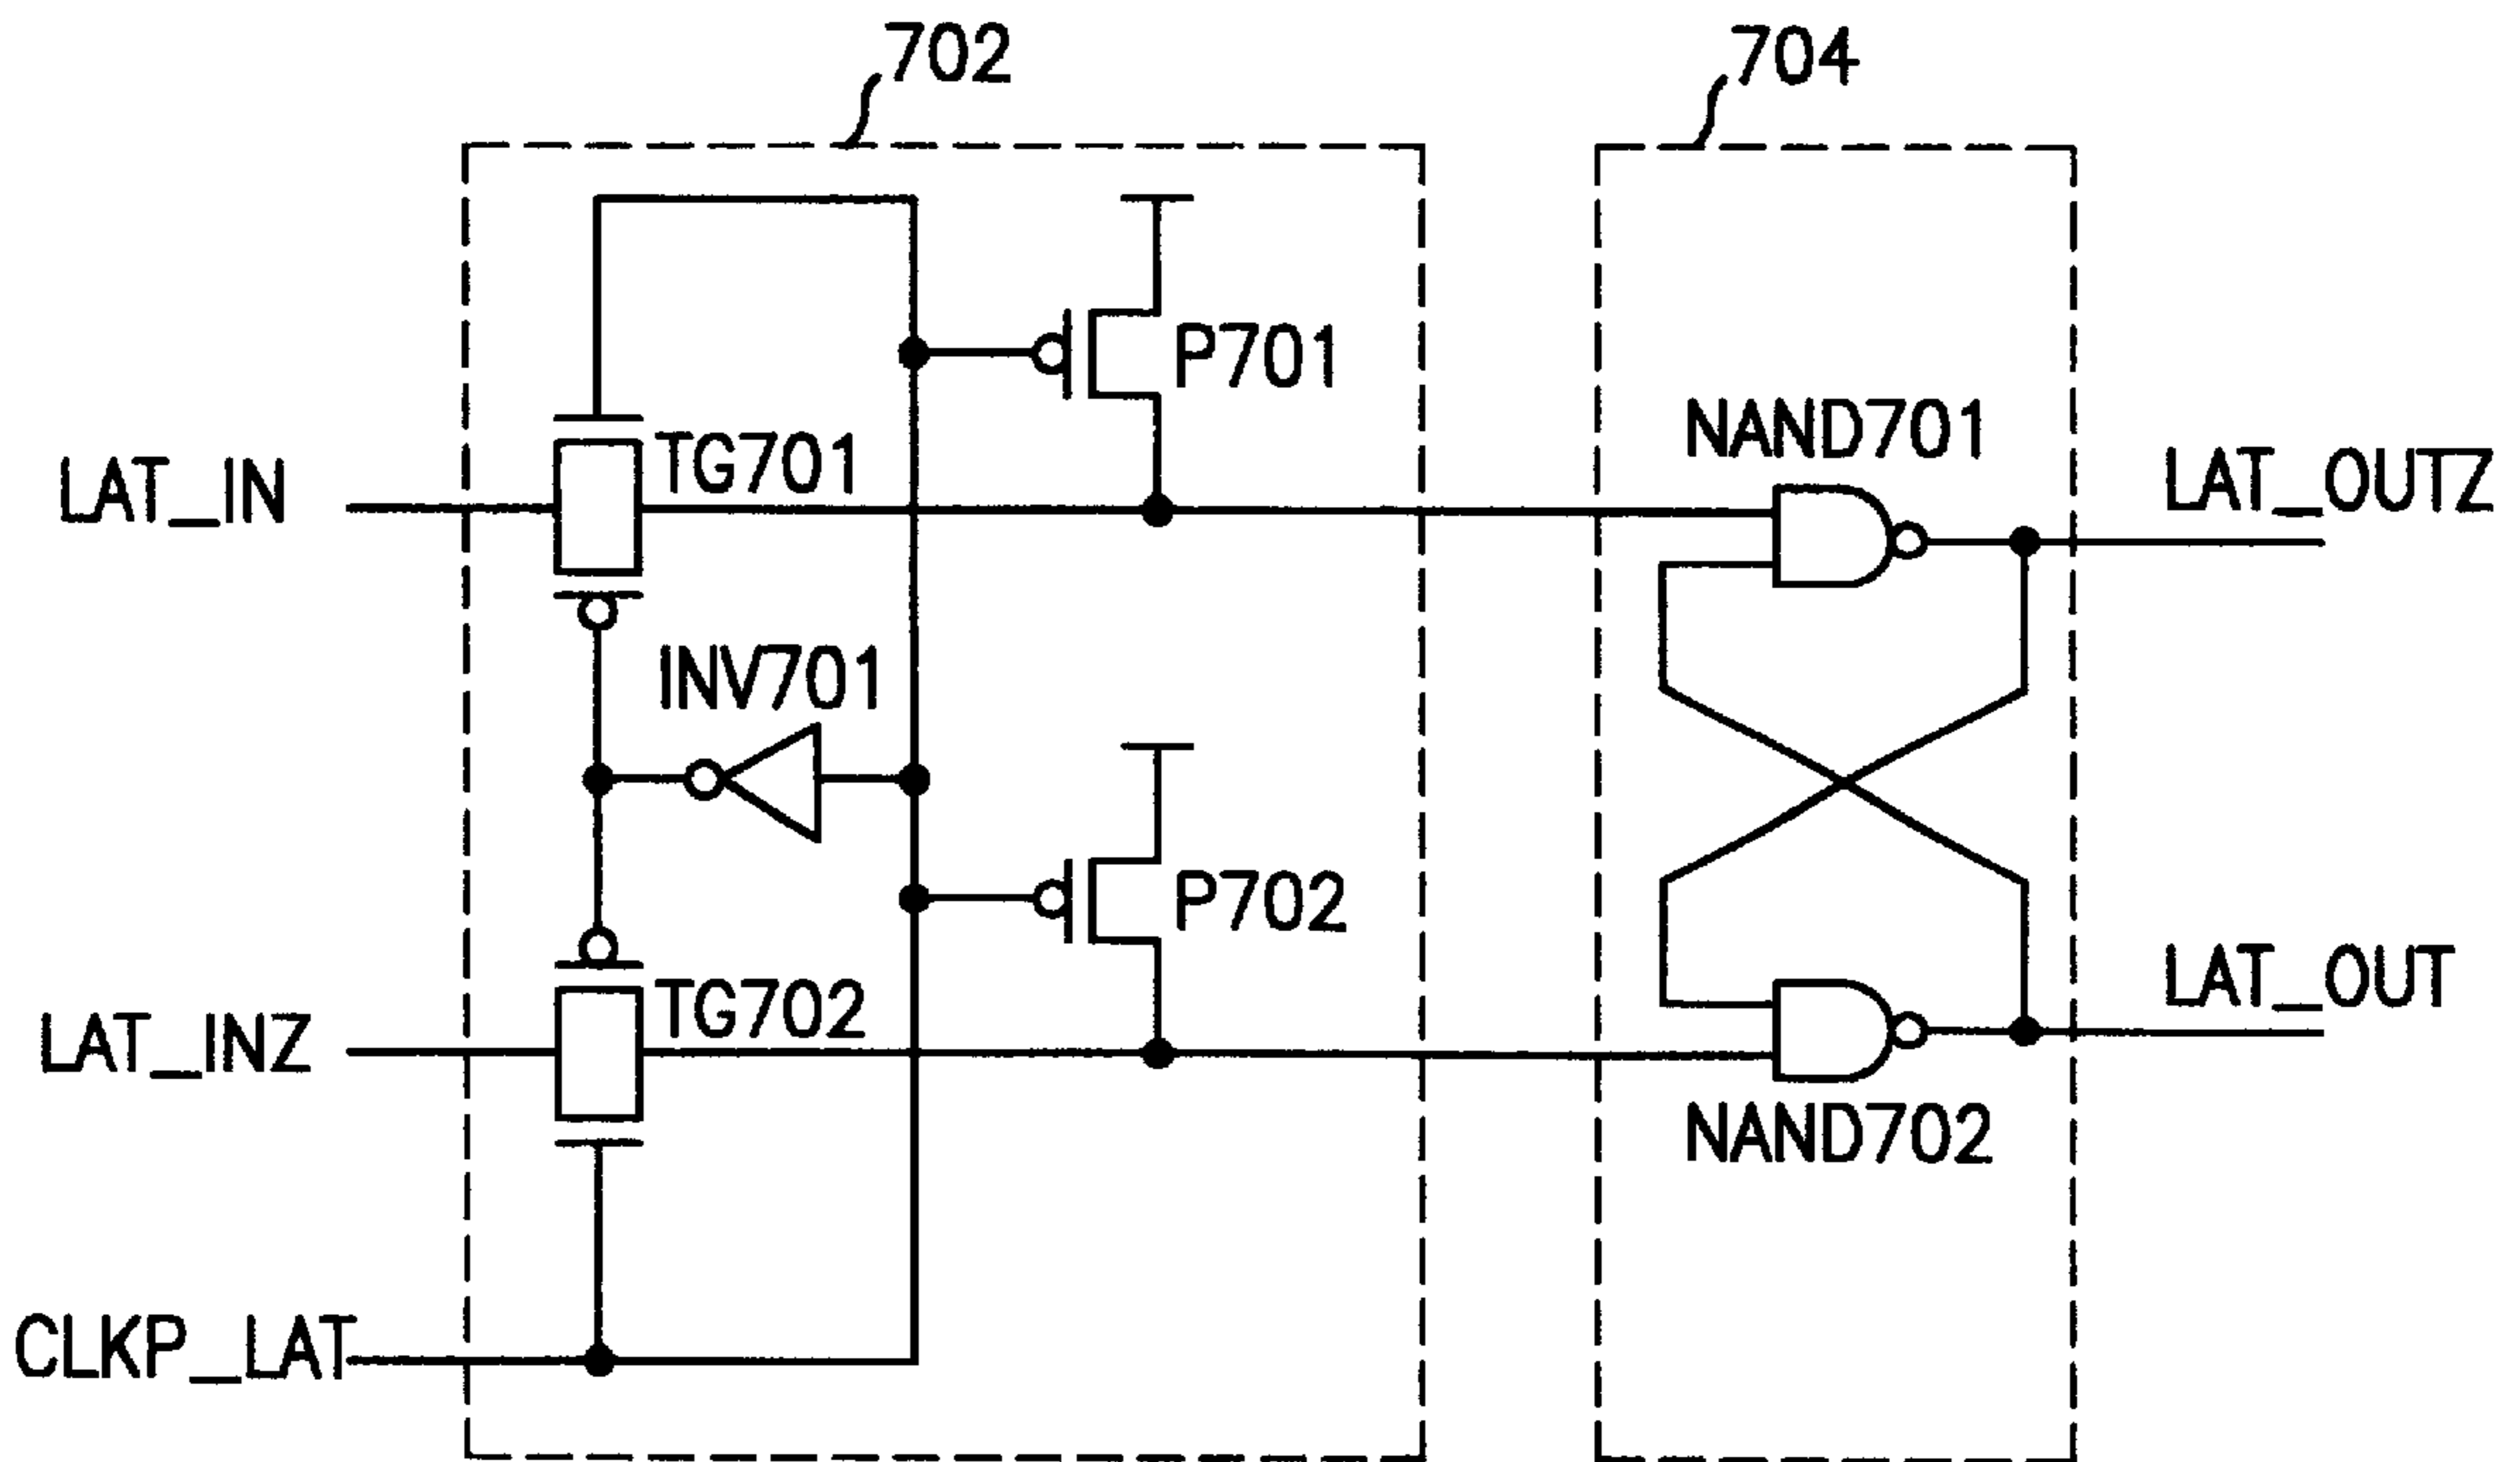 702
704
P701
NAND701
TG701
LAT_IN
LAT_OUTZ
INV701
P702
LAT_OUT
TG702
LAT_INZ
NAND702
CLKP_LAT